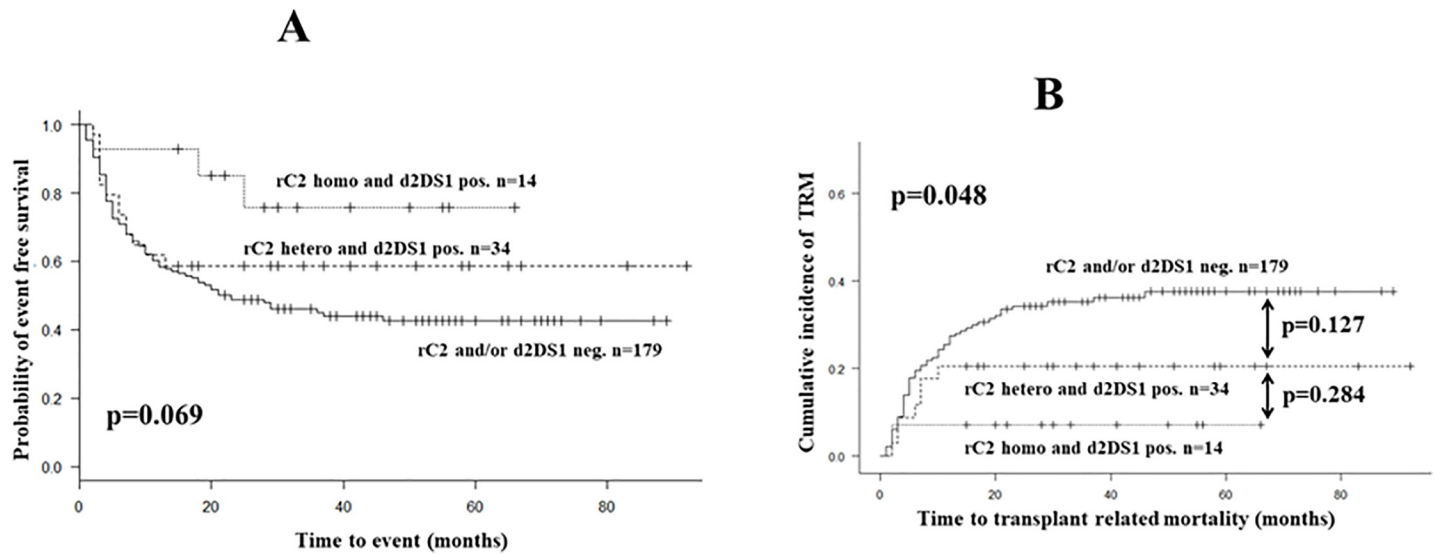 A
Probability of event free survival
1.0
0.8
0.6
0.4
0.2
0.0
rC2 homo and d2DS1 pos. n=14
rC2 hetero and d2DS1 pos. n=34
rC2 and/or d2DS1 neg. n=179
p=0.069
0 20 40 60 80
Time to event (months)
B
Cumulative incidence of TRM
0.6
0.4
0.2
0.0
p=0.048
rC2 and/or d2DS1 neg. n=179
p=0.127
rC2 hetero and d2DS1 pos. n=34
p=0.284
rC2 homo and d2DS1 pos. n=14
0 20 40 60 80
Time to transplant related mortality (months)